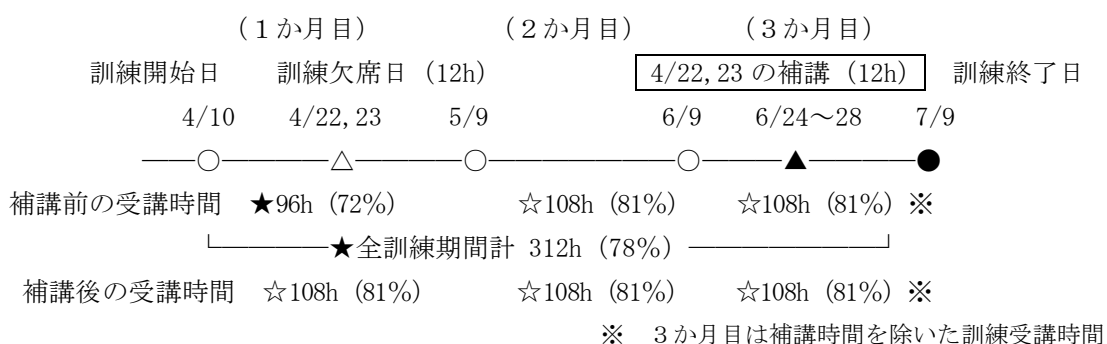 （１か月目） （２か月目） （３か月目）
訓練開始日 訓練欠席日 (12h) 4/22,23 の補講 (12h) 訓練終了日
4/10 4/22,23 5/9 6/9 6/24～28 7/9
――○―――――△―――――○――――――――○――――▲―――――●
補講前の受講時間 ★96h (72%) ☆108h (81%) ☆108h (81%) ※
└―――――★全訓練期間計 312h (78%) ――――――――┘
補講後の受講時間 ☆108h (81%) ☆108h (81%) ☆108h (81%) ※
※ ３か月目は補講時間を除いた訓練受講時間